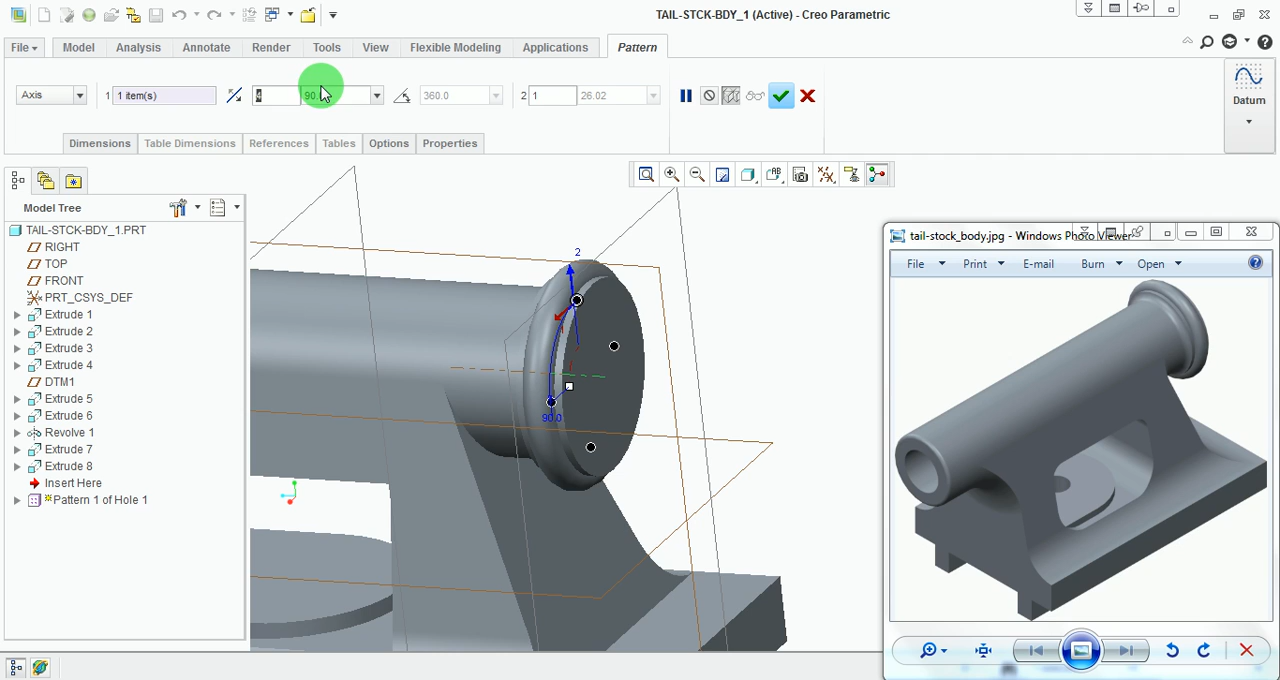 TAIL-STCK-BDY_1 (Active) - Creo Parametric
File Model Analysis Annotate Render Tools View Flexible Modeling Applications Pattern
Axis 1 1 item(s) 90. 360.0 2 1 26.02
Datum
Dimensions Table Dimensions References Tables Options Properties
Model Tree
TAIL-STCK-BDY_1.PRT
RIGHT
TOP
FRONT
PRT_CSYS_DEF
Extrude 1
Extrude 2
Extrude 3
Extrude 4
DTM1
Extrude 5
Extrude 6
Revolve 1
Extrude 7
Extrude 8
Insert Here
Pattern 1 of Hole 1
2
1
90.0
tail-stock_body.jpg - Windows Photo Viewer
File Print E-mail Burn Open